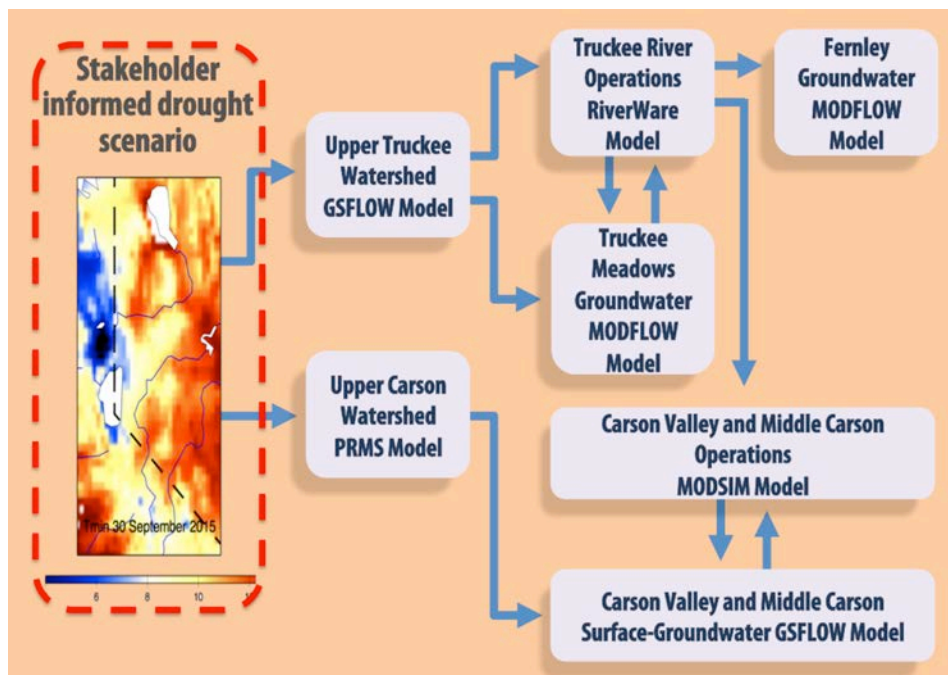 Stakeholder
informed drought
scenario
Tmin 30 September 2015
6 8 10
Upper Truckee
Watershed
GSFLOW Model
Upper Carson
Watershed
PRMS Model
Truckee River
Operations
RiverWare
Model
Truckee
Meadows
Groundwater
MODFLOW
Model
Fernley
Groundwater
MODFLOW
Model
Carson Valley and Middle Carson
Operations
MODSIM Model
Carson Valley and Middle Carson
Surface-Groundwater GSFLOW Model